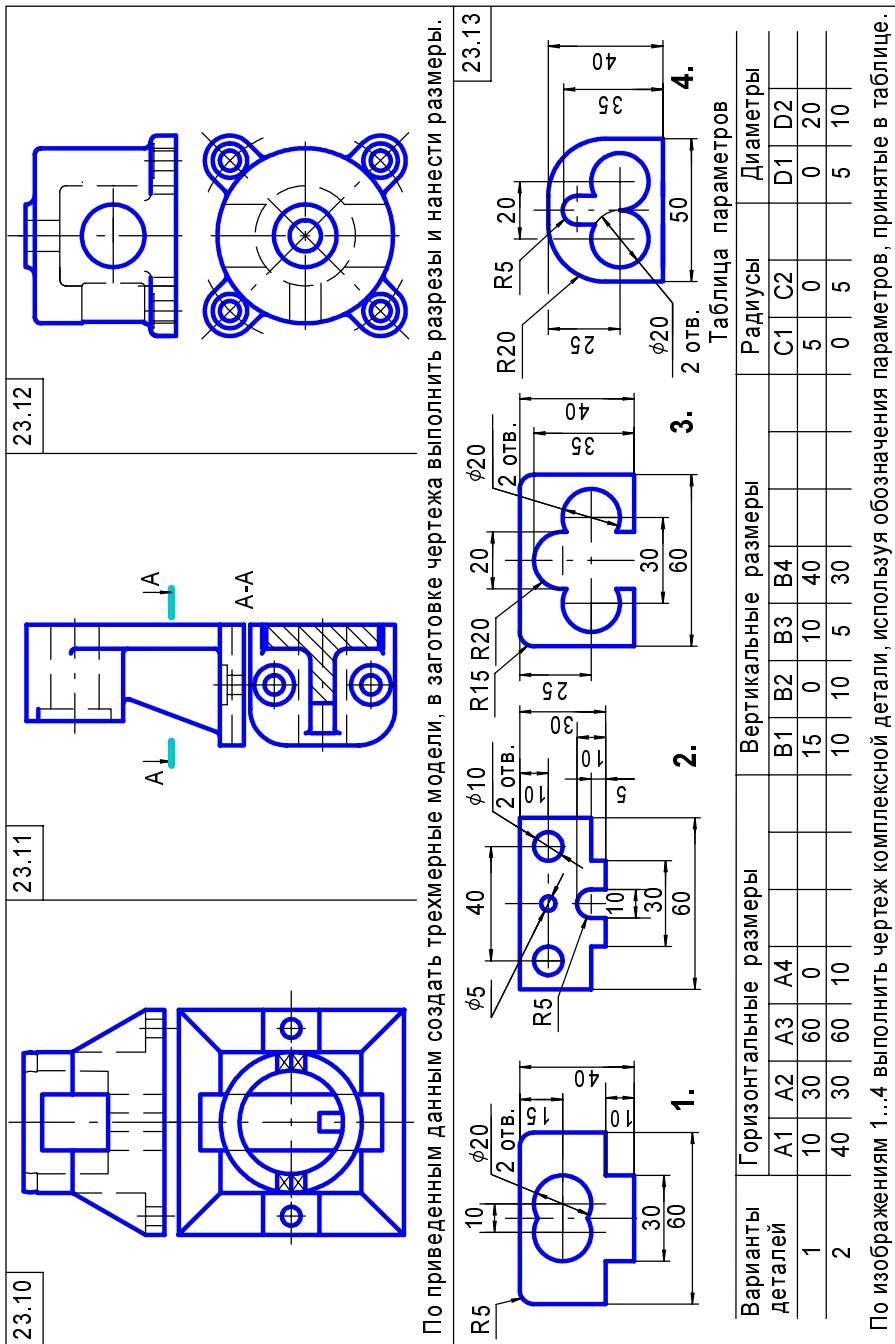 23.10
23.11
А
А
А-А
23.12
По приведенным данным создать трехмерные модели, в заготовке чертежа выполнить разрезы и нанести размеры.
23.13
R5
10
ϕ20
2 отв.
15
40
10
30
60
1.
ϕ5
40
ϕ10
2 отв.
10
30
10
5
R5
10
30
60
2.
R15
R20
20
ϕ20
2 отв.
25
40
35
30
60
3.
R20
R5
20
25
40
35
ϕ20
2 отв.
50
4.
Таблица параметров
Варианты деталей Горизонтальные размеры Вертикальные размеры Радиусы Диаметры
A1 A2 A3 A4 B1 B2 B3 B4 C1 C2 D1 D2
1 10 30 60 0 15 0 10 40 5 0 0 20
2 40 30 60 10 10 10 5 30 0 5 5 10
По изображениям 1...4 выполнить чертеж комплексной детали, используя обозначения параметров, принятые в таблице.